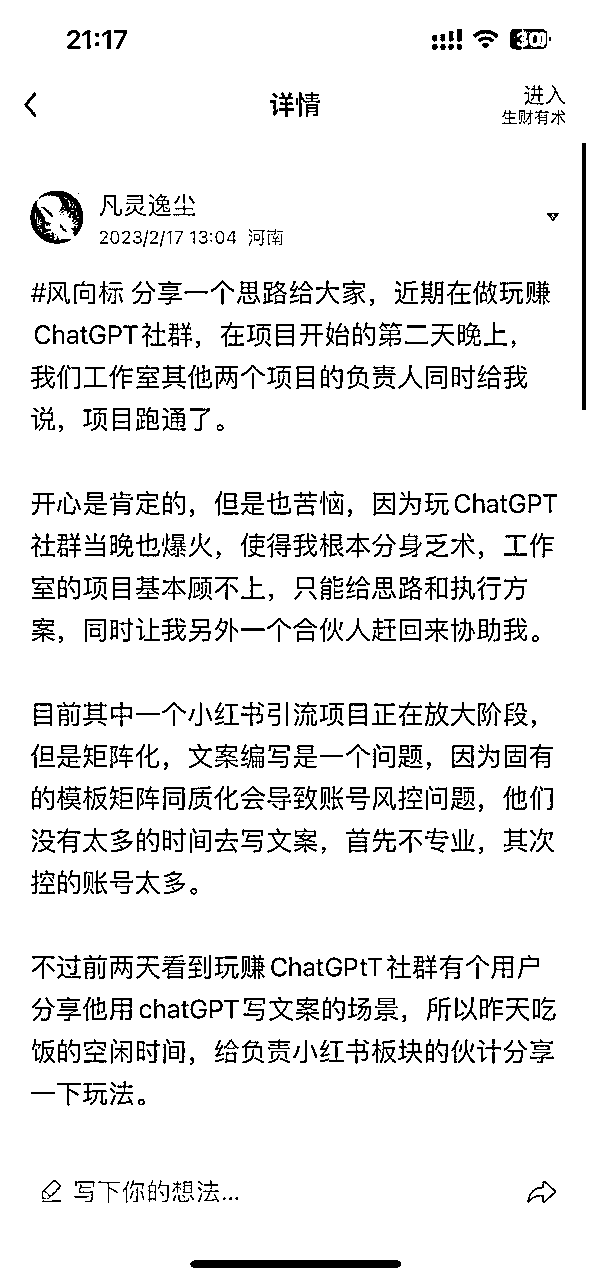 21:17
30
详情
进入
生财有术
凡灵逸尘
2023/2/17 13:04 河南
#风向标 分享一个思路给大家，近期在做玩赚
ChatGPT社群，在项目开始的第二天晚上，
我们工作室其他两个项目的负责人同时给我
说，项目跑通了。
开心是肯定的，但是也苦恼，因为玩ChatGPT
社群当晚也爆火，使得我根本分身乏术，工作
室的项目基本顾不上，只能给思路和执行方
案，同时让我另外一个合伙人赶回来协助我。
目前其中一个小红书引流项目正在放大阶段，
但是矩阵化，文案编写是一个问题，因为固有
的模板矩阵同质化会导致账号风控问题，他们
没有太多的时间去写文案，首先不专业，其次
控的账号太多。
不过前两天看到玩赚ChatGPtT社群有个用户
分享他用chatGPT写文案的场景，所以昨天吃
饭的空闲时间，给负责小红书板块的伙计分享
一下玩法。
写下你的想法...